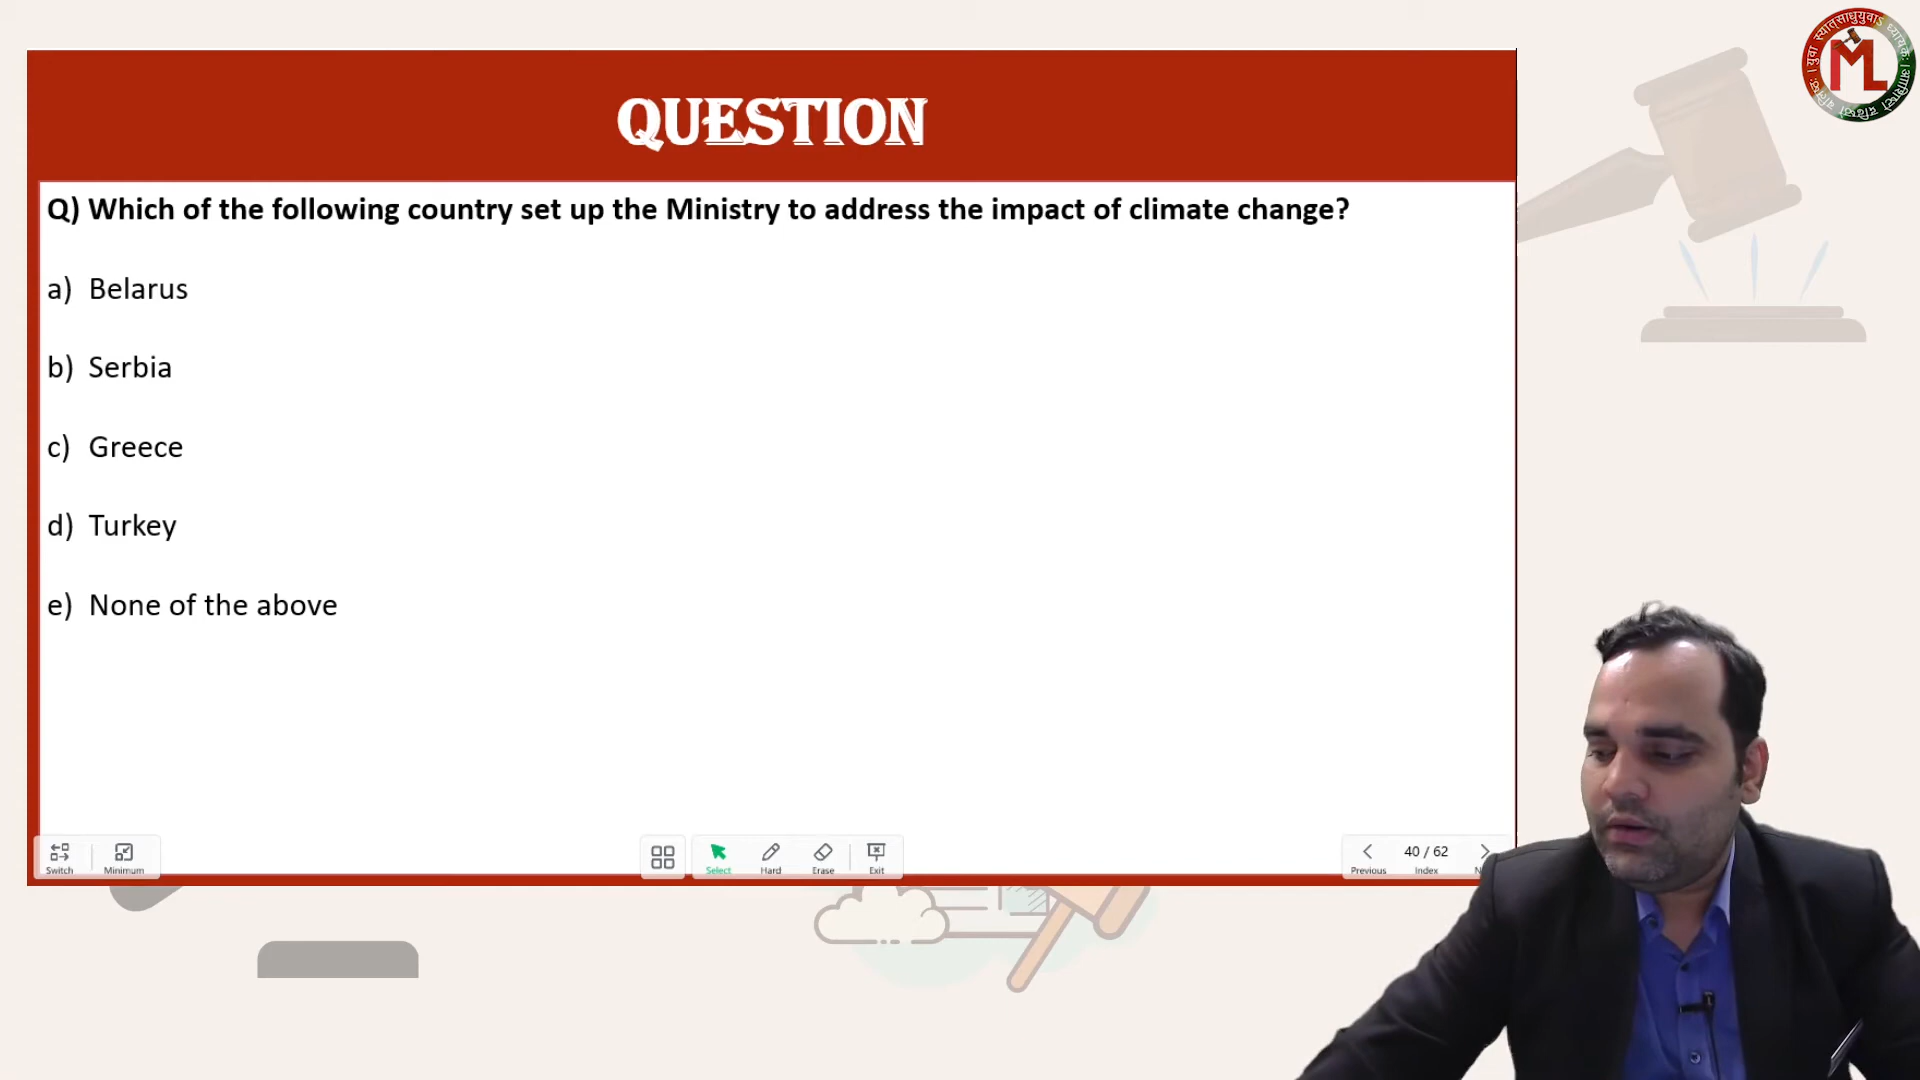 QUESTION
Q) Which of the following country set up the Ministry to address the impact of climate change?
a) Belarus
b) Serbia
c) Greece
d) Turkey
e) None of the above
Switch
Minimum
Select
Hard
Erase
Exit
Previous
40 / 62
Index
ML